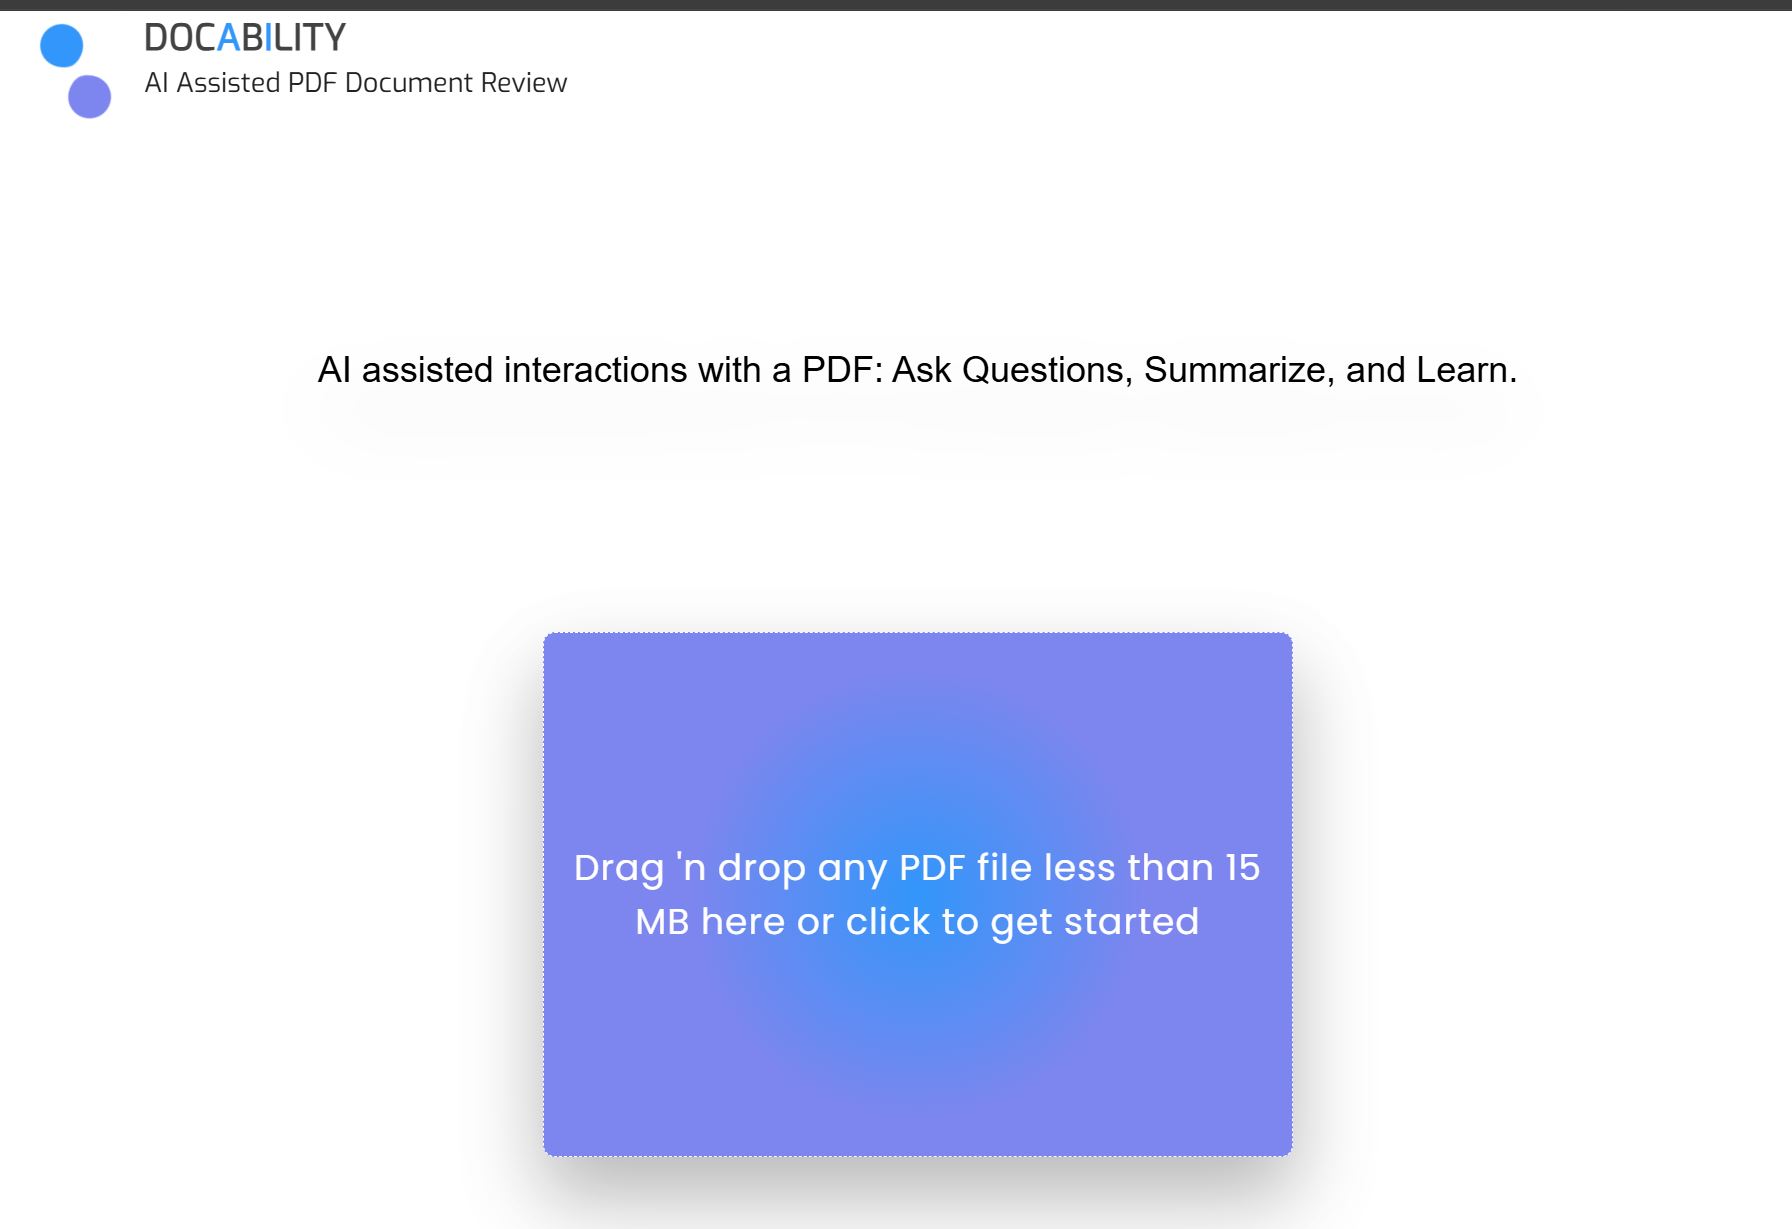 DOCABILITY
AI Assisted PDF Document Review
AI assisted interactions with a PDF: Ask Questions, Summarize, and Learn.
Drag 'n drop any PDF file less than 15
MB here or click to get started